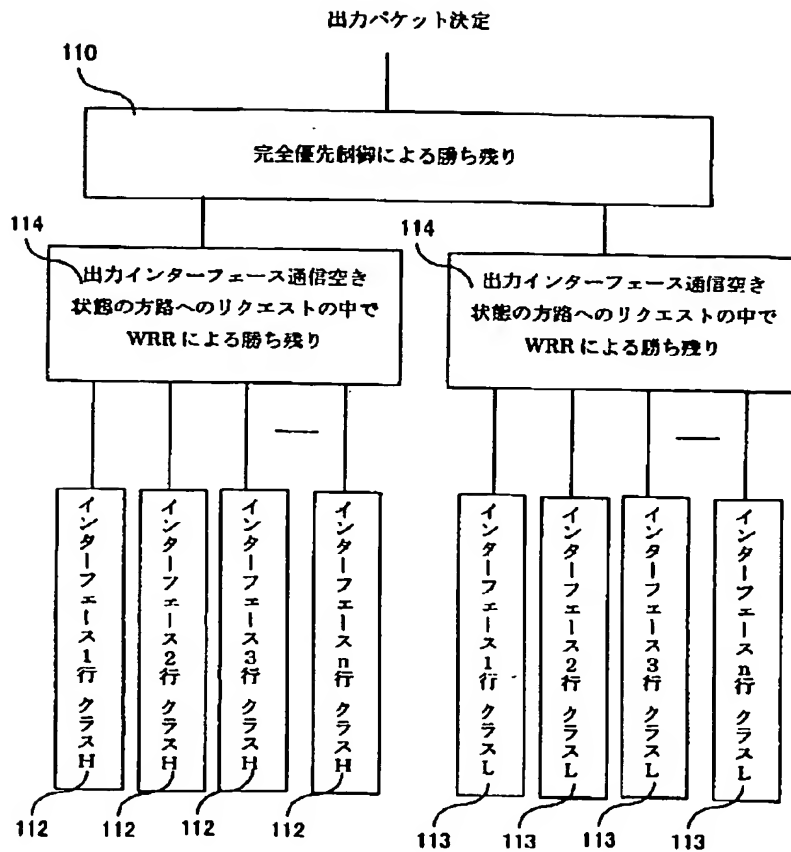 出力パケット決定
110
完全優先制御による勝ち残り
114
出力インターフェース通信空き
状態の方路へのリクエストの中で
WRRによる勝ち残り
114
出力インターフェース通信空き
状態の方路へのリクエストの中で
WRRによる勝ち残り
インターフェース1行 クラスH
インターフェース2行 クラスH
インターフェース3行 クラスH
インターフェースn行 クラスH
インターフェース1行 クラスL
インターフェース2行 クラスL
インターフェース3行 クラスL
インターフェースn行 クラスL
112
112
112
112
113
113
113
113